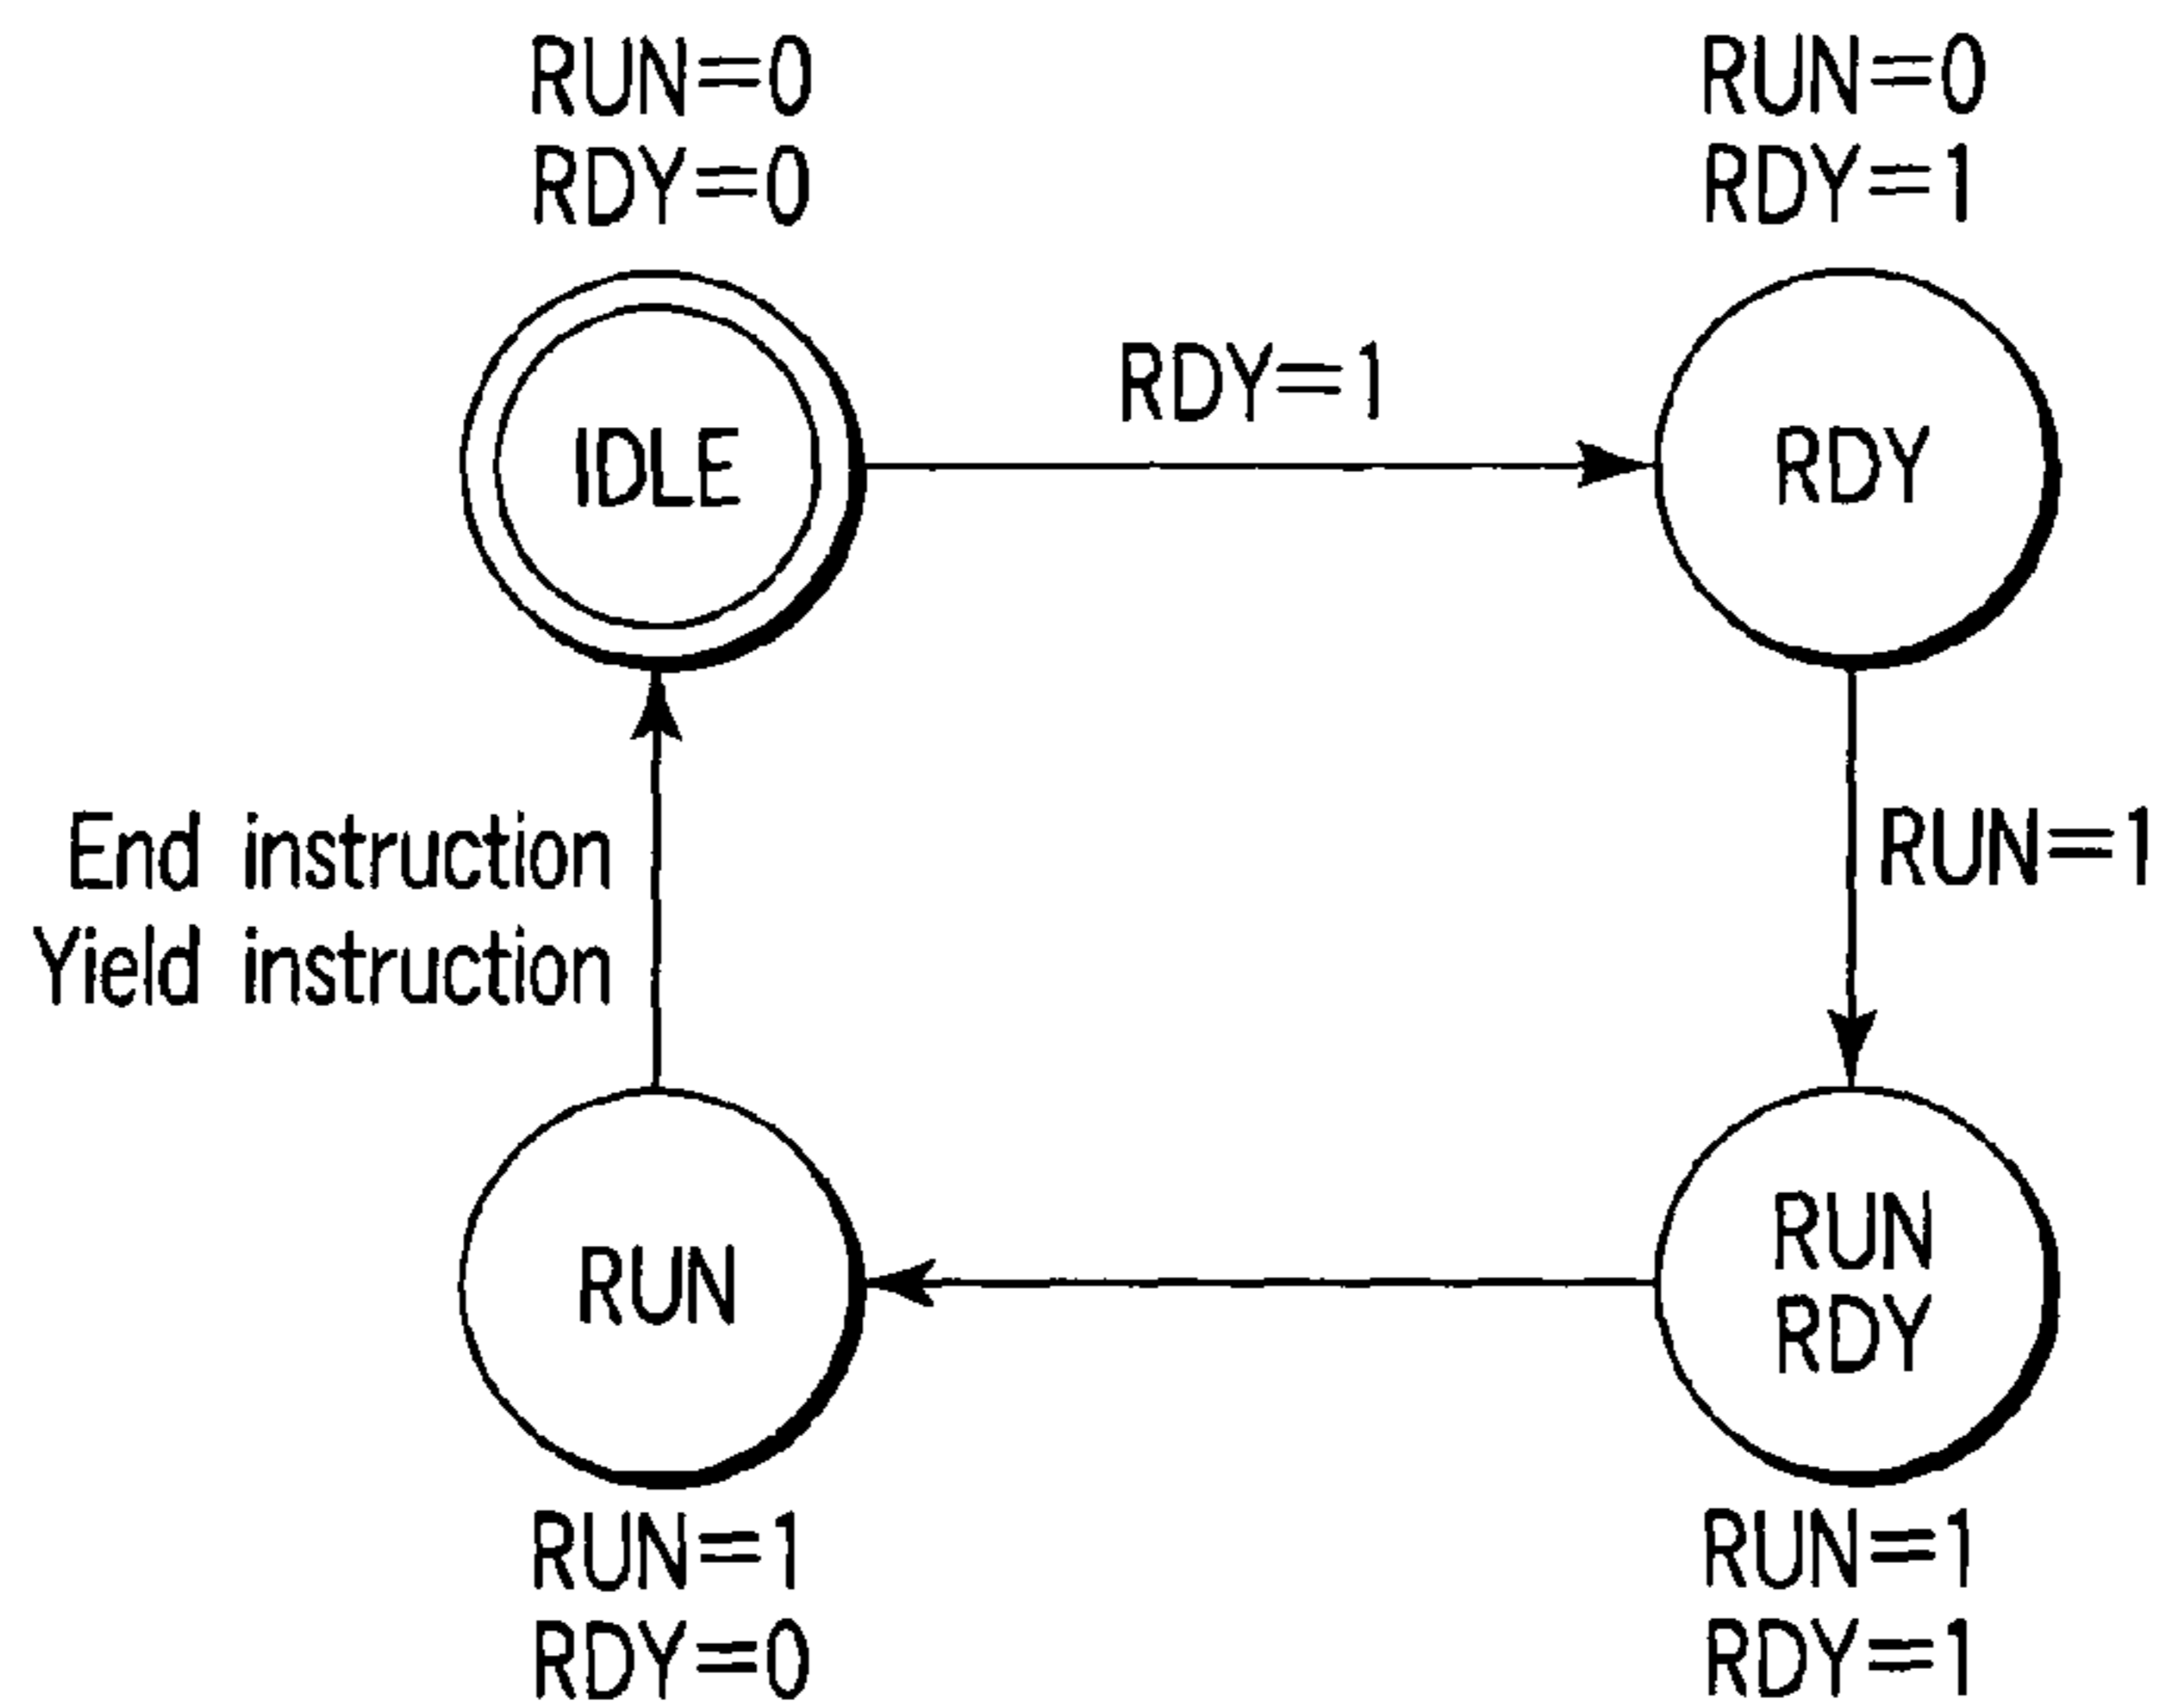 RUN=0
RDY=0
RUN=0
RDY=1
IDLE
RDY=1
RDY
End instruction
Yield instruction
RUN=1
RUN
RUN
RDY
RUN=1
RDY=0
RUN=1
RDY=1